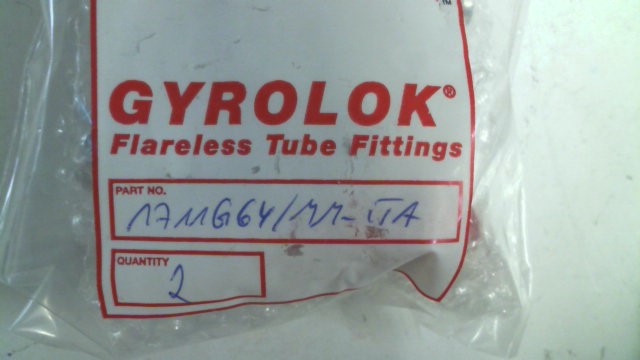 GYROLOK®
Flareless Tube Fittings
PART NO.
QUANTITY
2